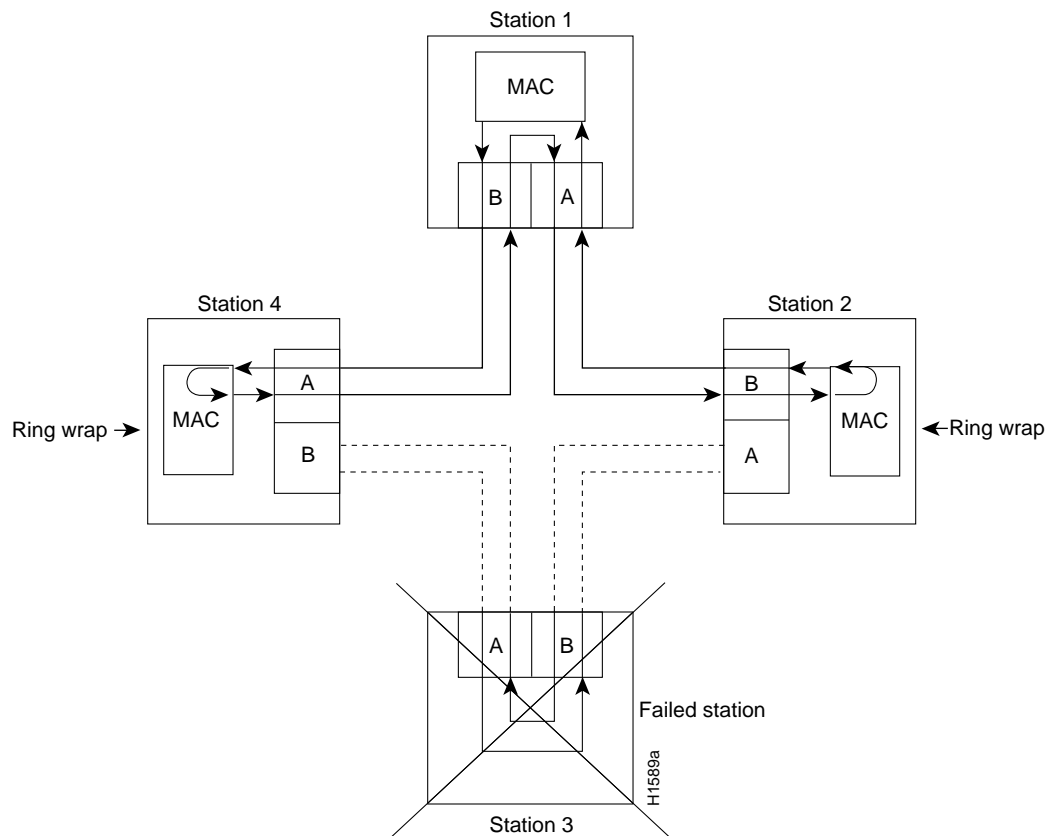 Station 1
MAC
B
A
Station 4
Station 2
A
MAC
B
B
MAC
A
Ring wrap
Ring wrap
A
B
Failed station
H1589a
Station 3